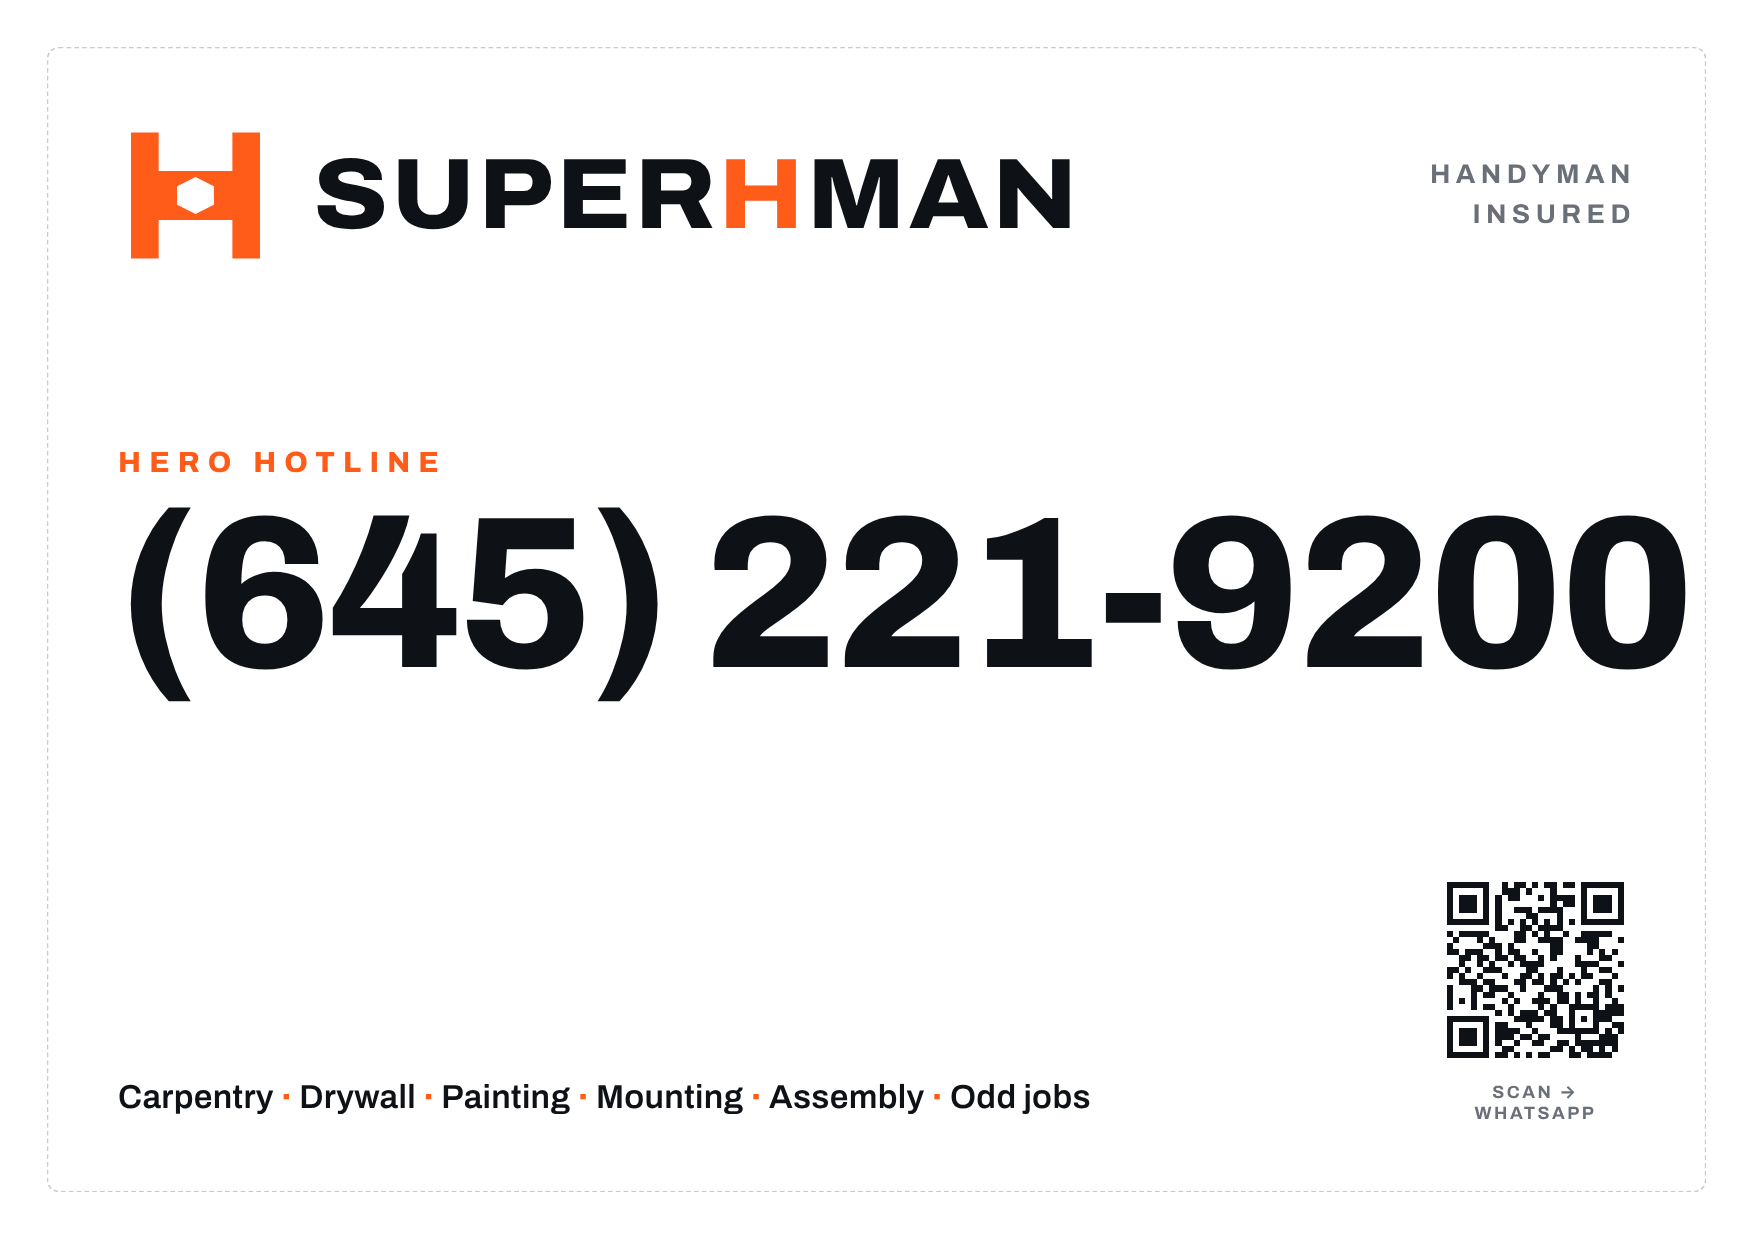 SUPERHMAN
HANDYMAN
INSURED
HERO HOTLINE
(645) 221-9200
Carpentry · Drywall · Painting · Mounting · Assembly · Odd jobs
SCAN →
WHATSAPP